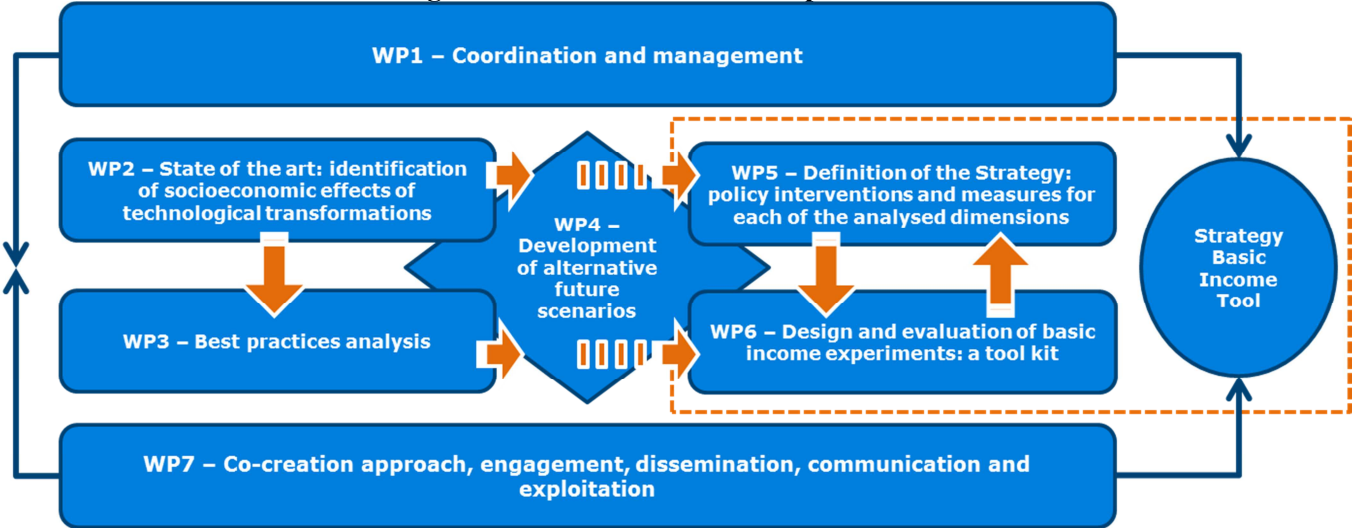 WP1 – Coordination and management
WP2 – State of the art: identification
of socioeconomic effects of
technological transformations
WP4 –
Development
of alternative
future
scenarios
WP5 – Definition of the Strategy:
policy interventions and measures for
each of the analysed dimensions
Strategy
Basic
Income
Tool
WP3 – Best practices analysis
WP6 – Design and evaluation of basic
income experiments: a tool kit
WP7 – Co-creation approach, engagement, dissemination, communication and
exploitation